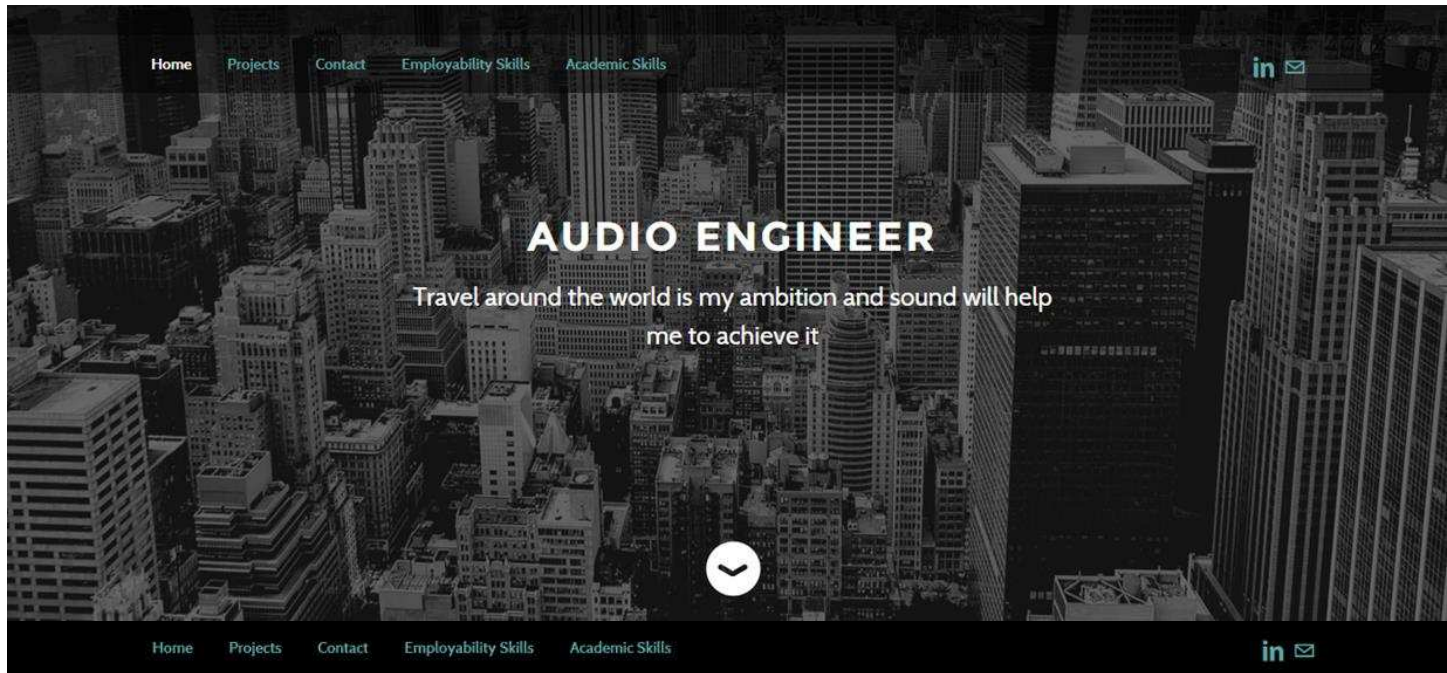 Home Projects Contact Employability Skills Academic Skills in
AUDIO ENGINEER
Travel around the world is my ambition and sound will help
me to achieve it
Home Projects Contact Employability Skills Academic Skills in